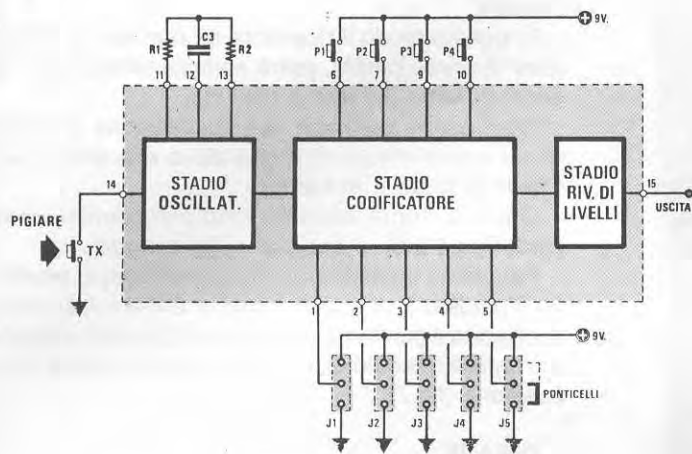 C3
9V.
R1
R2
P1
P2
P3
P4
11
12
13
6
7
10
STADIO
OSCILLAT.
STADIO
CODIFICATORE
STADIO
RIV. DI
LIVELLI
14
15
PIGIARE
TX
USCITA
1
2
3
4
5
9V.
PONTICELLI
J1
J2
J3
J4
J5